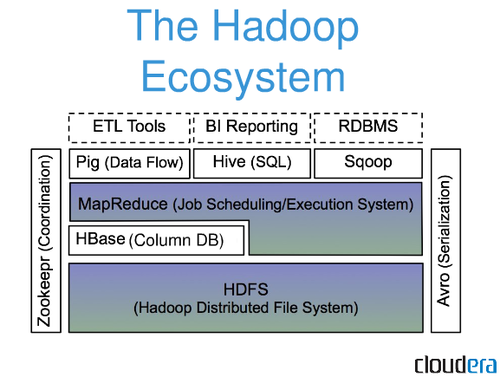 The Hadoop
Ecosystem
ETL Tools
BI Reporting
RDBMS
Pig (Data Flow)
Hive (SQL)
Sqoop
MapReduce (Job Scheduling/Execution System)
HBase (Column DB)
HDFS
(Hadoop Distributed File System)
Zookeepr (Coordination)
Avro (Serialization)
cloudera